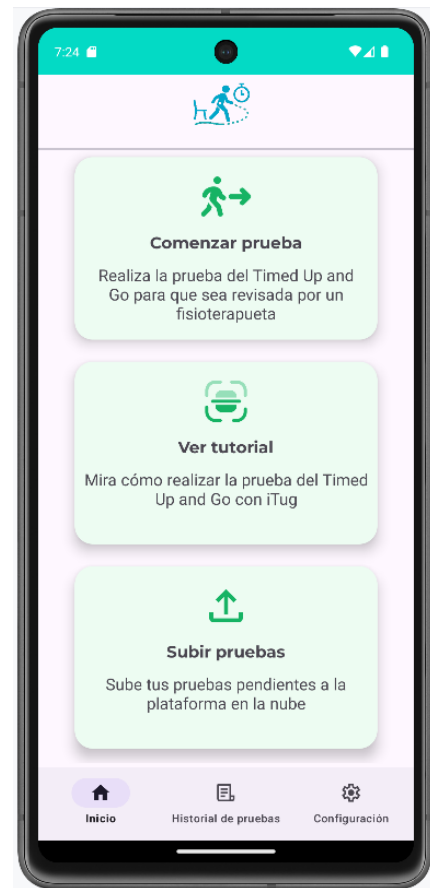 7:24
Comenzar prueba
Realiza la prueba del Timed Up and
Go para que sea revisada por un
fisioterapueta
Ver tutorial
Mira cómo realizar la prueba del Timed
Up and Go con iTug
Subir pruebas
Sube tus pruebas pendientes a la
plataforma en la nube
Inicio
Historial de pruebas
Configuración